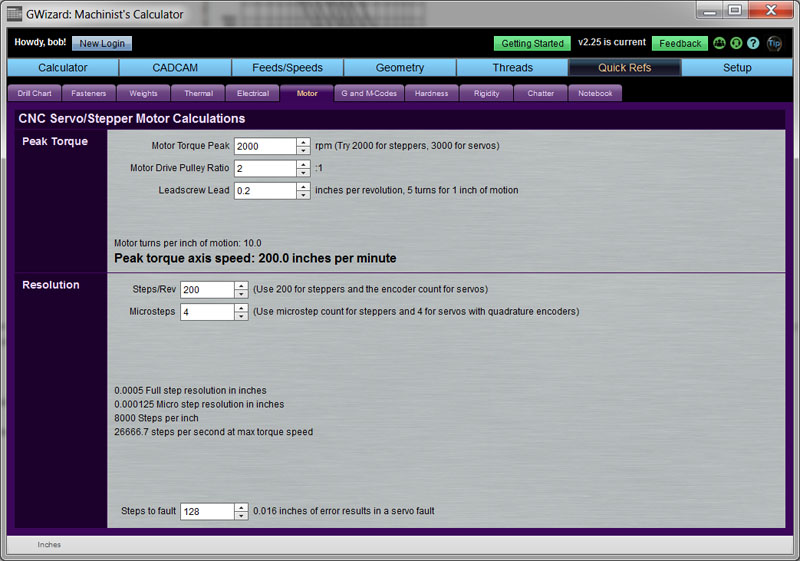 GWizard: Machinist's Calculator
Howdy, bob! New Login Getting Started v2.25 is current Feedback ? Tip
Calculator CADCAM Feeds/Speeds Geometry Threads Quick Refs Setup
Drill Chart Fasteners Weights Thermal Electrical Motor G and M-Codes Hardness Rigidity Chatter Notebook
CNC Servo/Stepper Motor Calculations
Peak Torque
Motor Torque Peak 2000 rpm (Try 2000 for steppers, 3000 for servos)
Motor Drive Pulley Ratio 2 :1
Leadscrew Lead 0.2 inches per revolution, 5 turns for 1 inch of motion
Motor turns per inch of motion: 10.0
Peak torque axis speed: 200.0 inches per minute
Resolution
Steps/Rev 200 (Use 200 for steppers and the encoder count for servos)
Microsteps 4 (Use microstep count for steppers and 4 for servos with quadrature encoders)
0.0005 Full step resolution in inches
0.000125 Micro step resolution in inches
8000 Steps per inch
26666.7 steps per second at max torque speed
Steps to fault 128 0.016 inches of error results in a servo fault
Inches